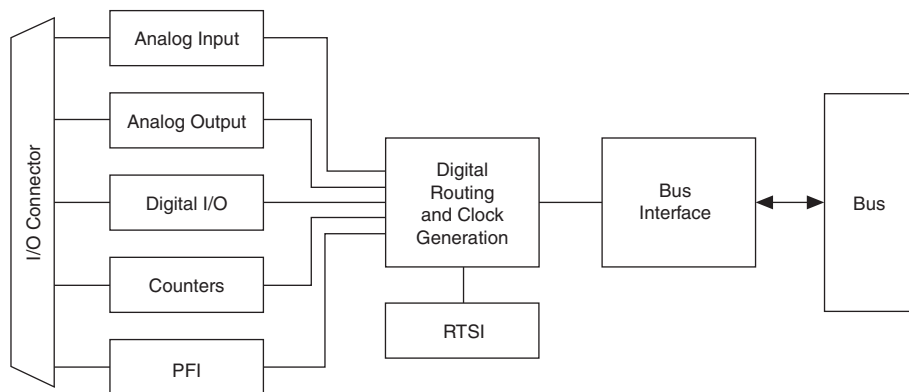 I/O Connector
Analog Input
Analog Output
Digital I/O
Counters
PFI
Digital
Routing
and Clock
Generation
RTSI
Bus
Interface
Bus